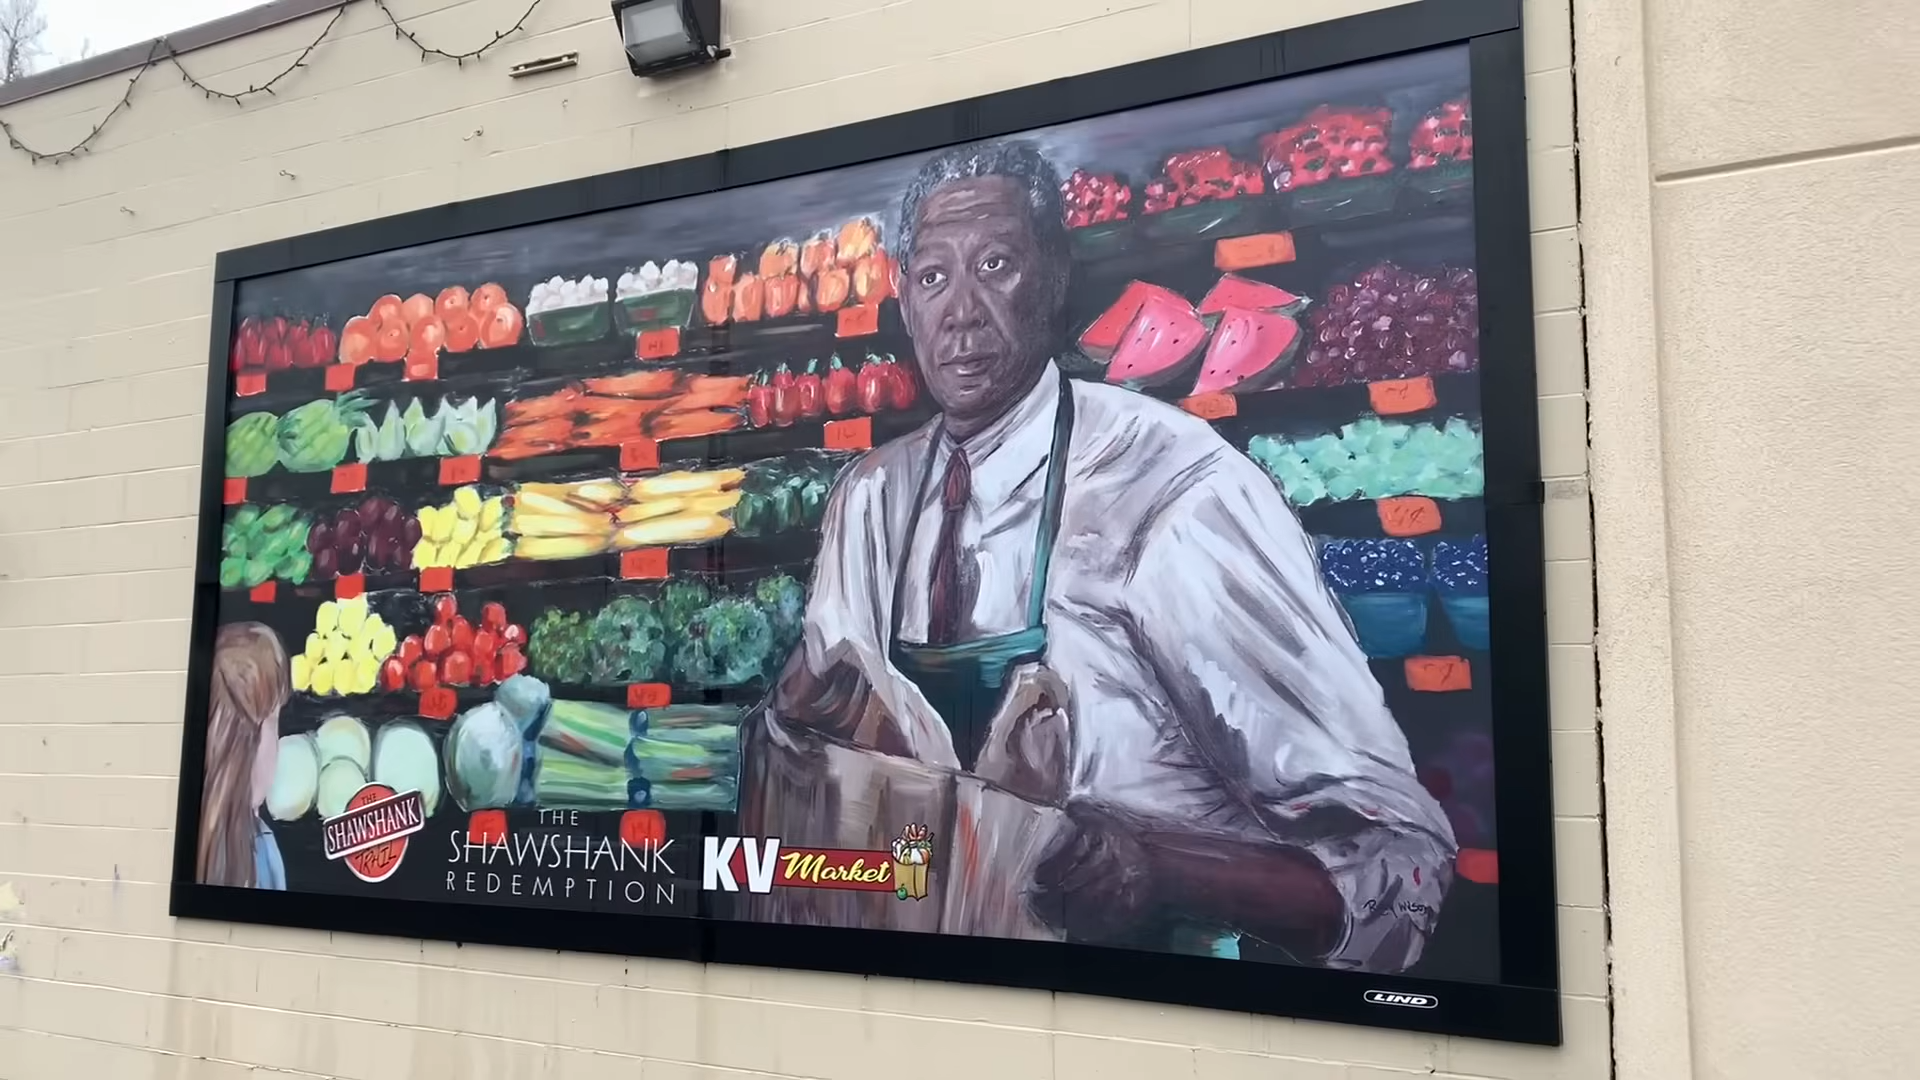 THE
SHAWSHANK
TRAIL
THE
SHAWSHANK
REDEMPTION
KV Market
LIND